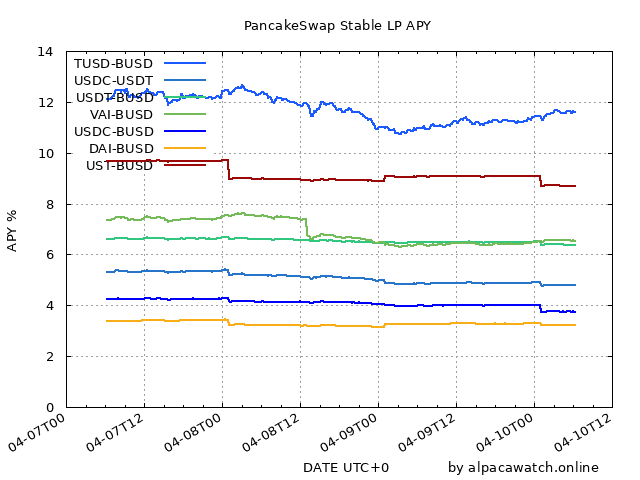 PancakeSwap Stable LP APY
APY %
14
12
10
8
6
4
2
0
TUSD-BUSD
USDC-USDT
USDT-BUSD
VAI-BUSD
USDC-BUSD
DAI-BUSD
UST-BUSD
04-07T00
04-07T12
04-08T00
04-08T12
04-09T00
04-09T12
04-10T00
04-10T12
DATE UTC+0
by alpacawatch.online